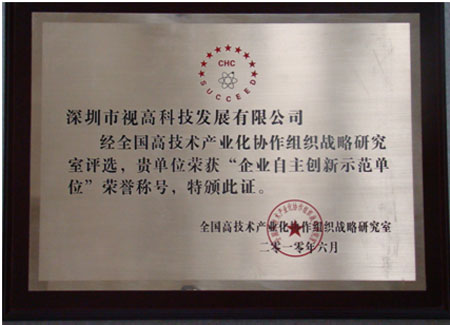 CHC
SUCCEED
深圳市视高科技发展有限公司
经全国高技术产业化协作组织战略研究
室评选，贵单位荣获“企业自主创新示范单
位”荣誉称号，特颁此证。
全国高技术产业化协作组织战略研究室
二零一零年六月